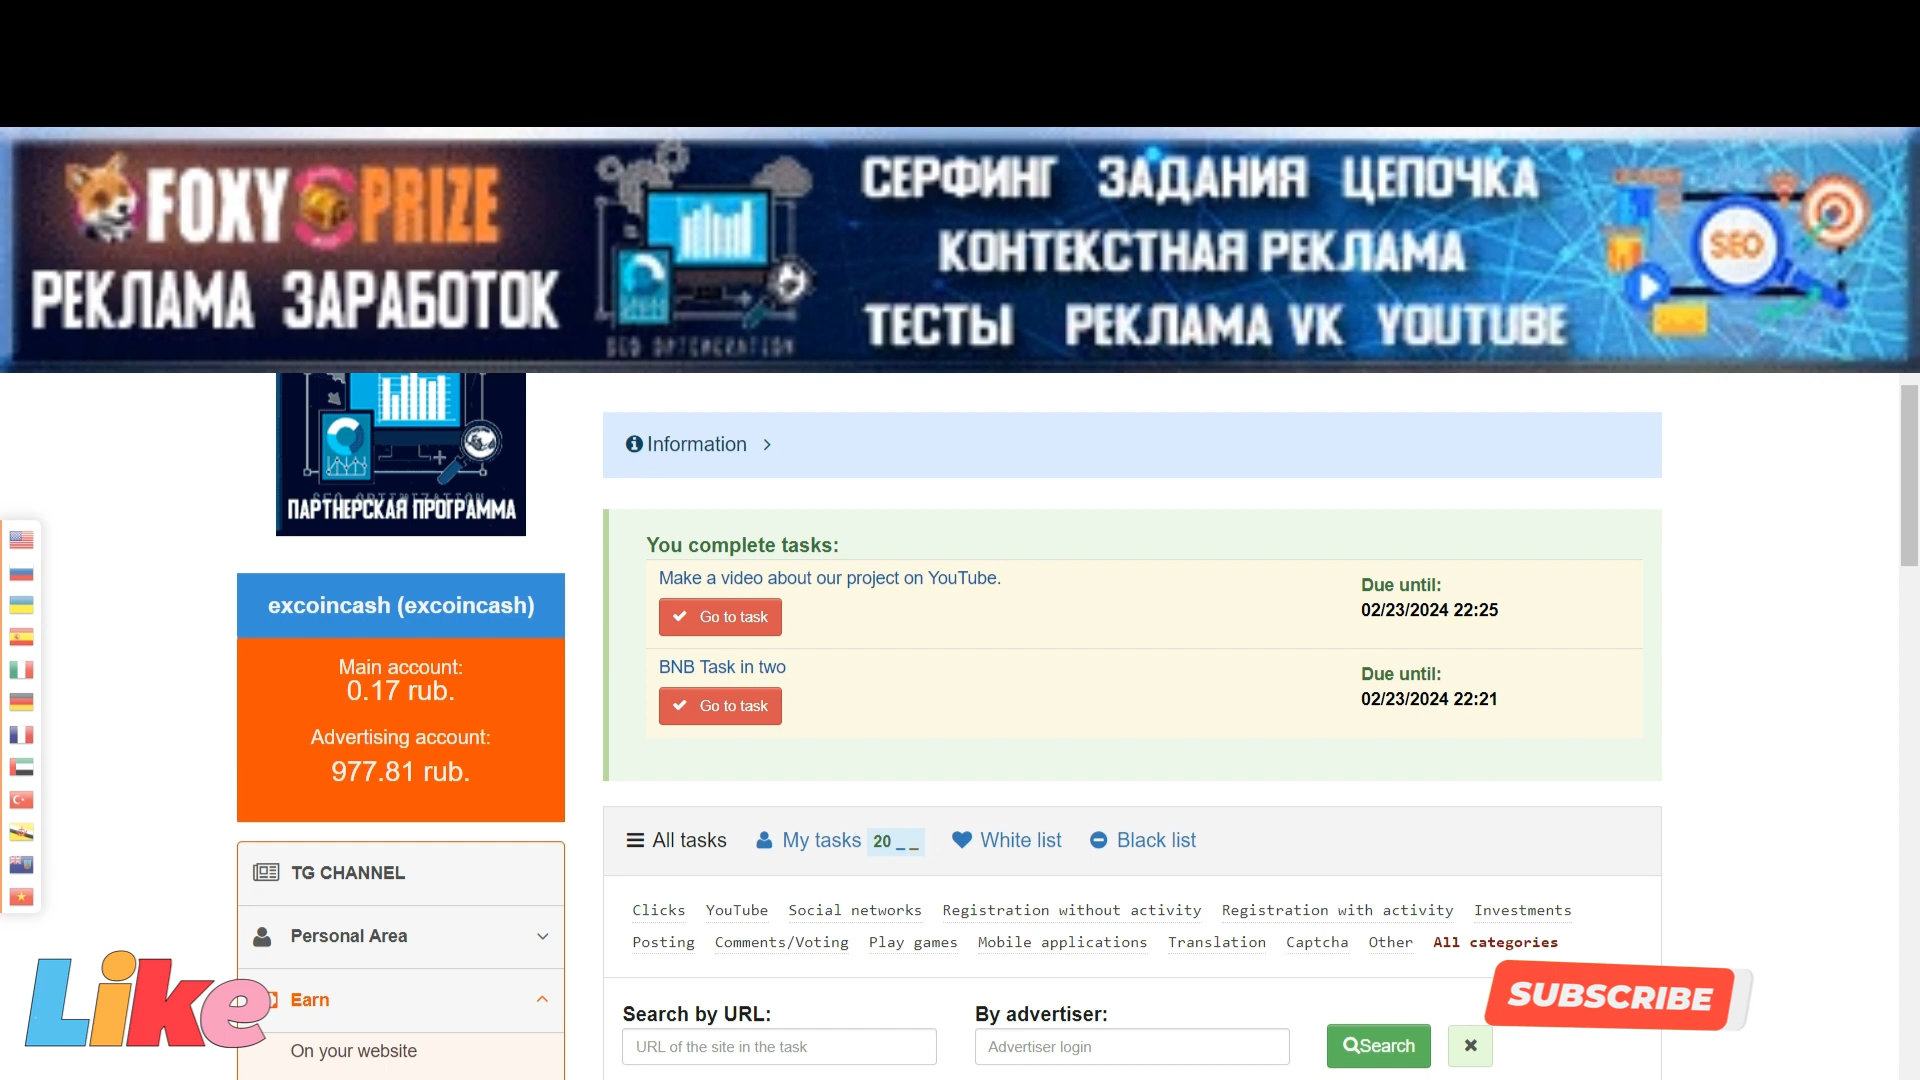 FOXY PRIZE
РЕКЛАМА ЗАРАБОТОК
SEO OPTIMIZATION
СЕРФИНГ ЗАДАНИЯ ЦЕПОЧКА
КОНТЕКСТНАЯ РЕКЛАМА
ТЕСТЫ РЕКЛАМА VK YOUTUBE
SEO
SEO OPTIMIZATION
ПАРТНЕРСКАЯ ПРОГРАММА
excoincash (excoincash)
Main account:
0.17 rub.
Advertising account:
977.81 rub.
TG CHANNEL
Personal Area
Earn
On your website
Like
Information
You complete tasks:
Make a video about our project on YouTube.
Go to task
Due until:
02/23/2024 22:25
BNB Task in two
Go to task
Due until:
02/23/2024 22:21
All tasks My tasks 20 _ _ White list Black list
Clicks YouTube Social networks Registration without activity Registration with activity Investments
Posting Comments/Voting Play games Mobile applications Translation Captcha Other All categories
Search by URL:
URL of the site in the task
By advertiser:
Advertiser login
Search
SUBSCRIBE